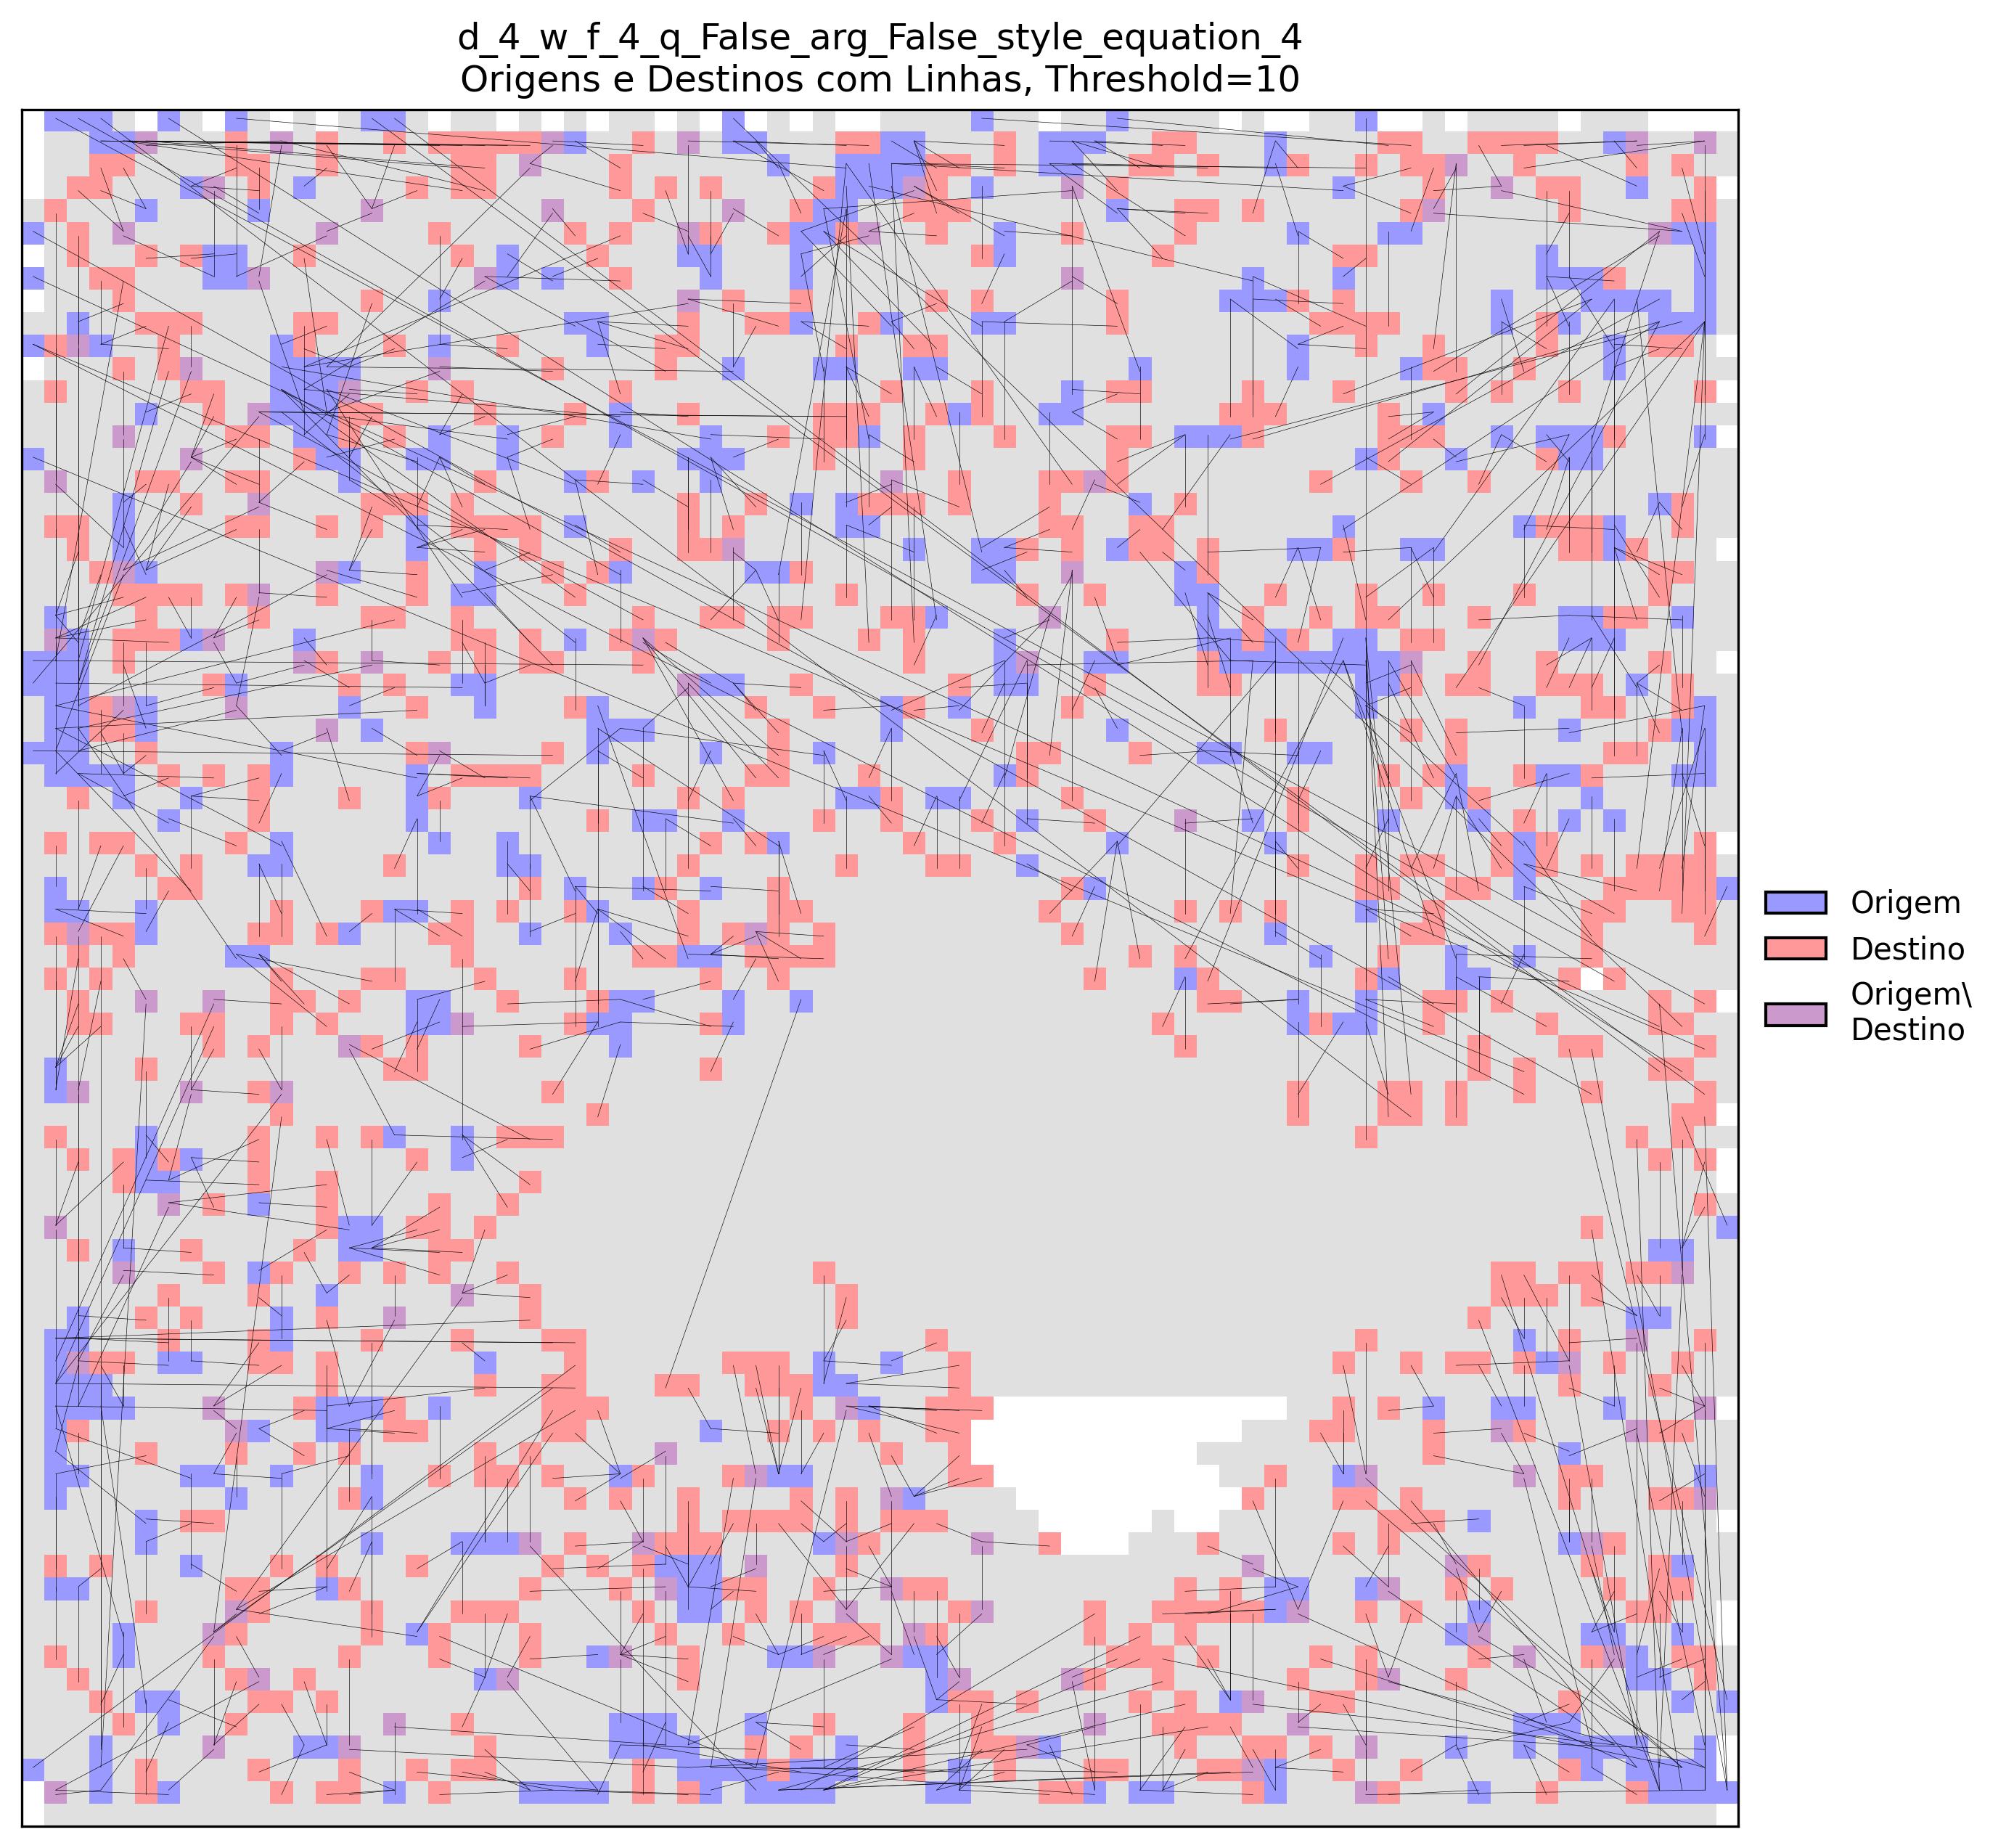 d_4_w_f_4_q_False_arg_False_style_equation_4
Origens e Destinos com Linhas, Threshold=10
Origem
Destino
Origem\
Destino